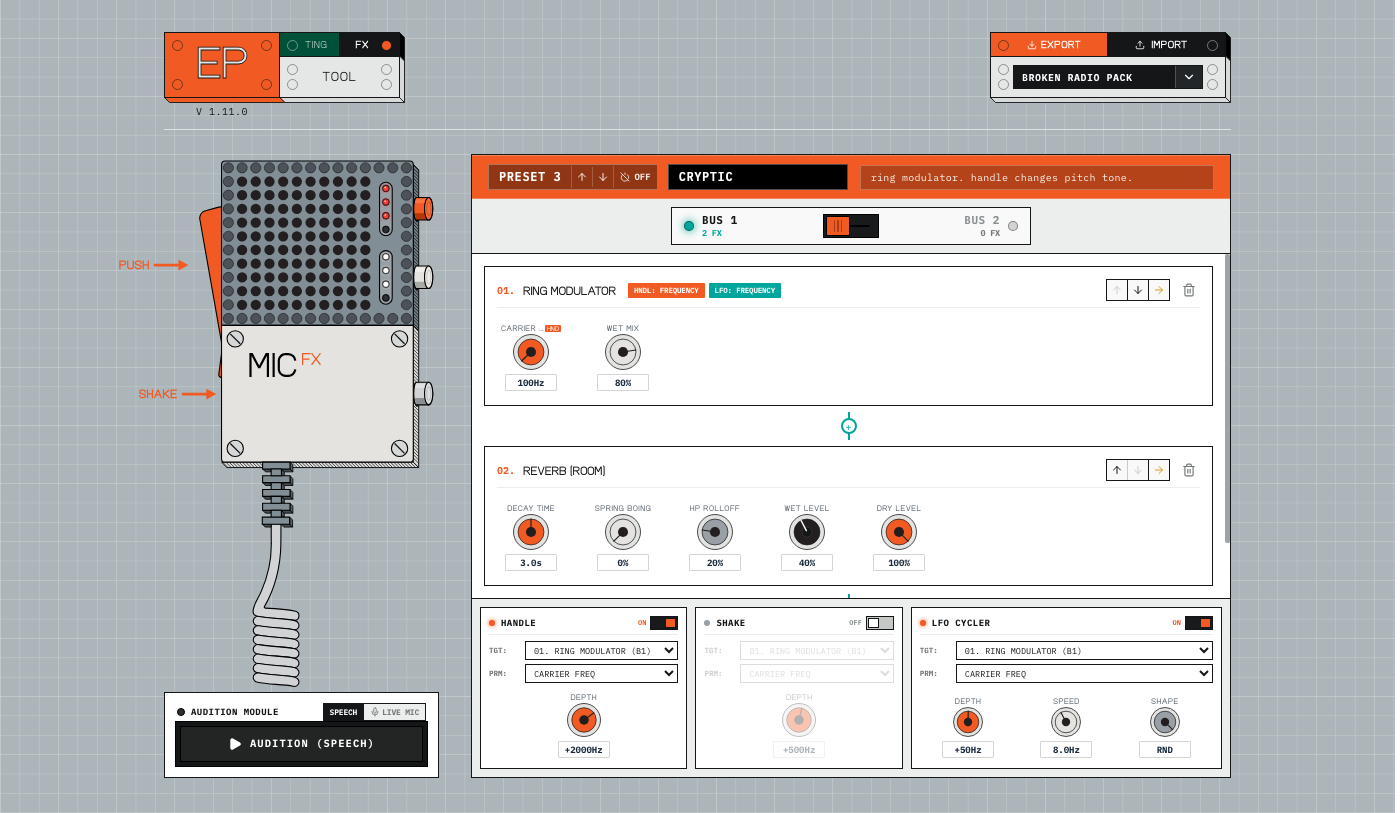 EP
TING
FX
TOOL
V 1.11.0
EXPORT
IMPORT
BROKEN RADIO PACK
PUSH
SHAKE
MIC FX
AUDITION MODULE
SPEECH
LIVE MIC
AUDITION (SPEECH)
PRESET 3
OFF
CRYPTIC
ring modulator. handle changes pitch tone.
BUS 1
2 FX
BUS 2
0 FX
01. RING MODULATOR
HNDL: FREQUENCY
LFO: FREQUENCY
CARRIER … HND
WET MIX
100Hz
80%
02. REVERB (ROOM)
DECAY TIME
SPRING BOING
HP ROLLOFF
WET LEVEL
DRY LEVEL
3.0s
0%
20%
40%
100%
HANDLE
ON
TGT:
01. RING MODULATOR (B1)
PRM:
CARRIER FREQ
DEPTH
+2000Hz
SHAKE
OFF
TGT:
01. RING MODULATOR (B1)
PRM:
CARRIER FREQ
DEPTH
+500Hz
LFO CYCLER
ON
TGT:
01. RING MODULATOR (B1)
PRM:
CARRIER FREQ
DEPTH
SPEED
SHAPE
+50Hz
8.0Hz
RND